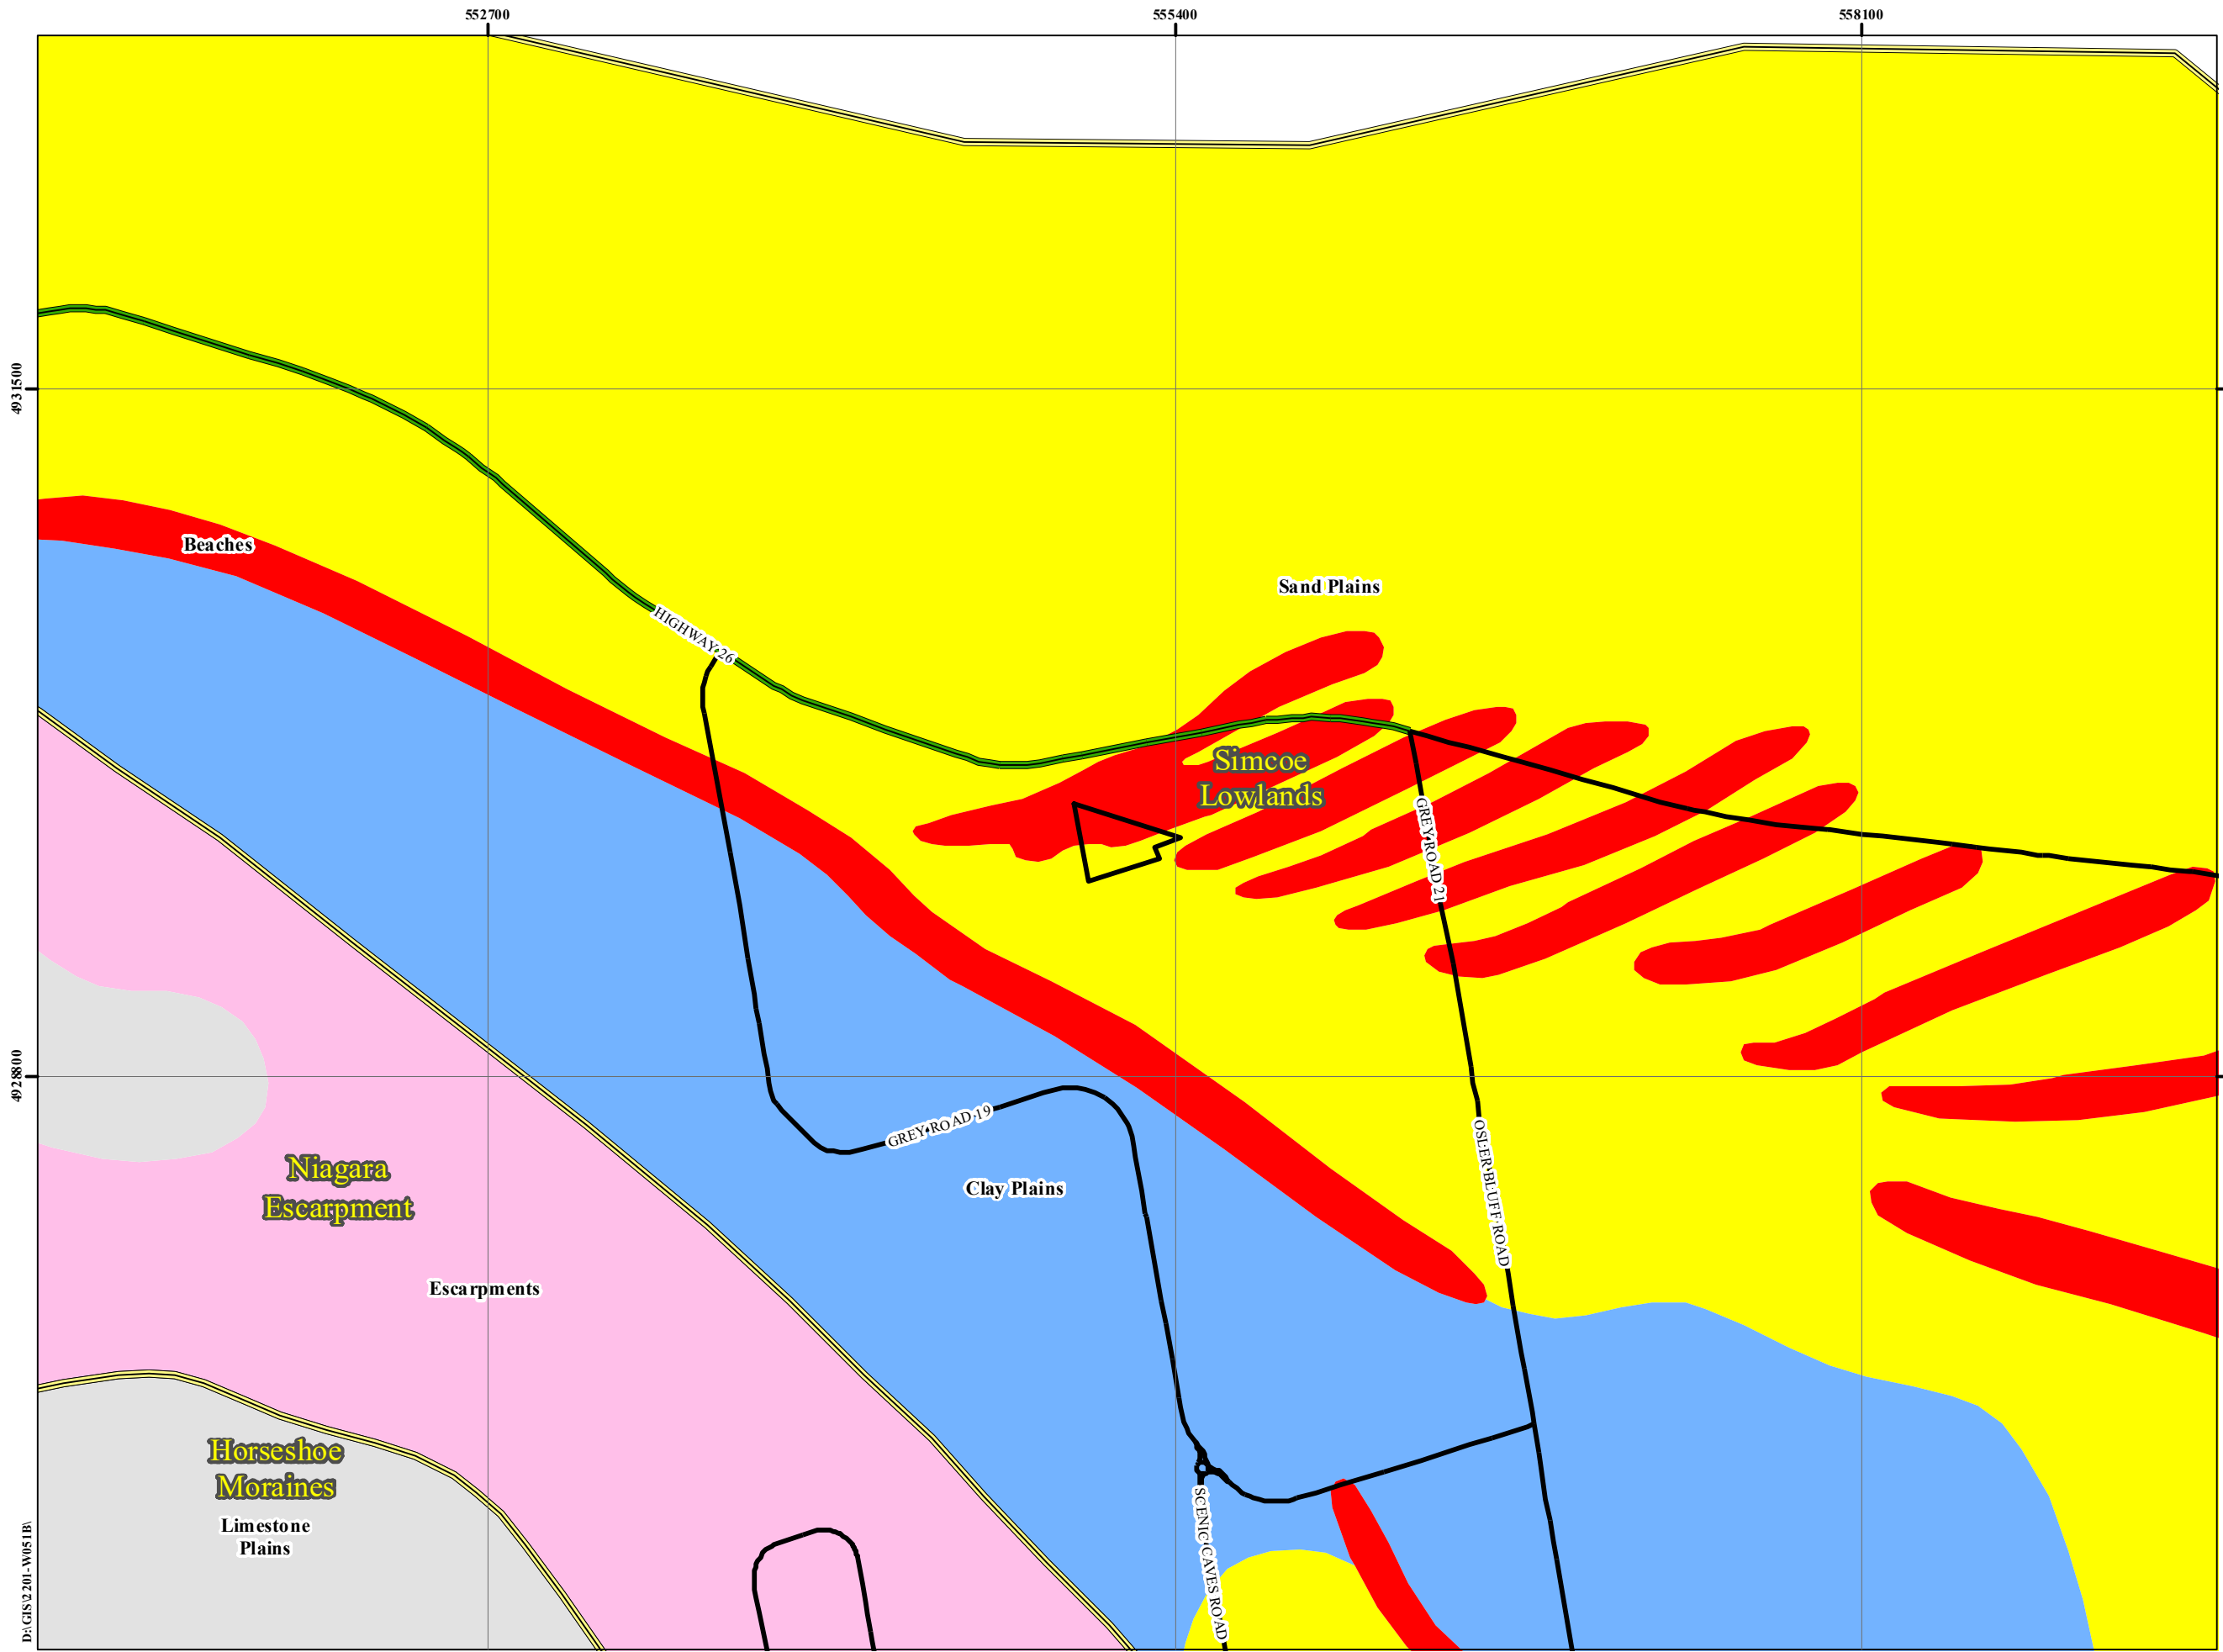 552700
555400
558100
4931500
Beaches
Sand Plains
HIGHWAY 26
Simcoe
Lowlands
GREY ROAD 21
4928800
GREY ROAD 19
OSLER BLUFF ROAD
Niagara
Escarpment
Clay Plains
Escarpments
Horseshoe
Moraines
Limestone
Plains
SCENIC CAVES ROAD
D:\GIS\2201-W051B\